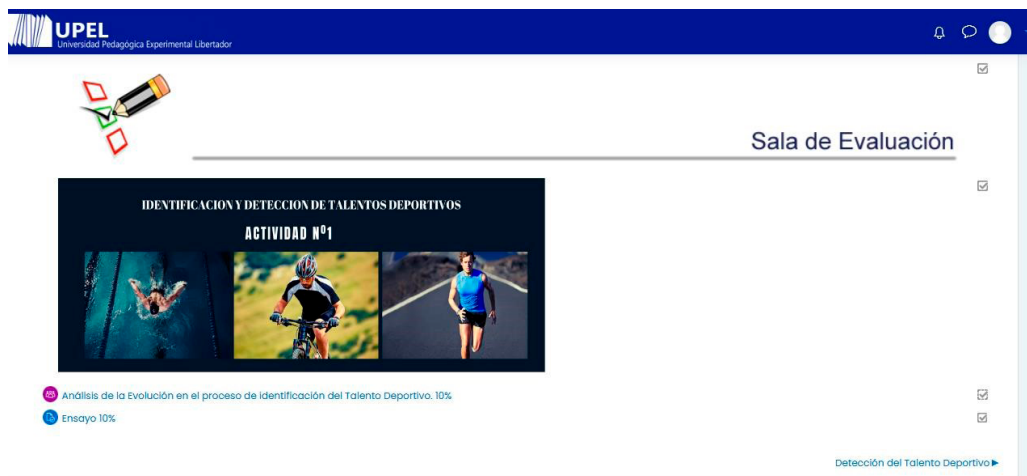 UPEL
Universidad Pedagógica Experimental Libertador
Sala de Evaluación
IDENTIFICACION Y DETECCION DE TALENTOS DEPORTIVOS
ACTIVIDAD Nº1
Análisis de la Evolución en el proceso de identificación del Talento Deportivo. 10%
Ensayo 10%
Detección del Talento Deportivo ►